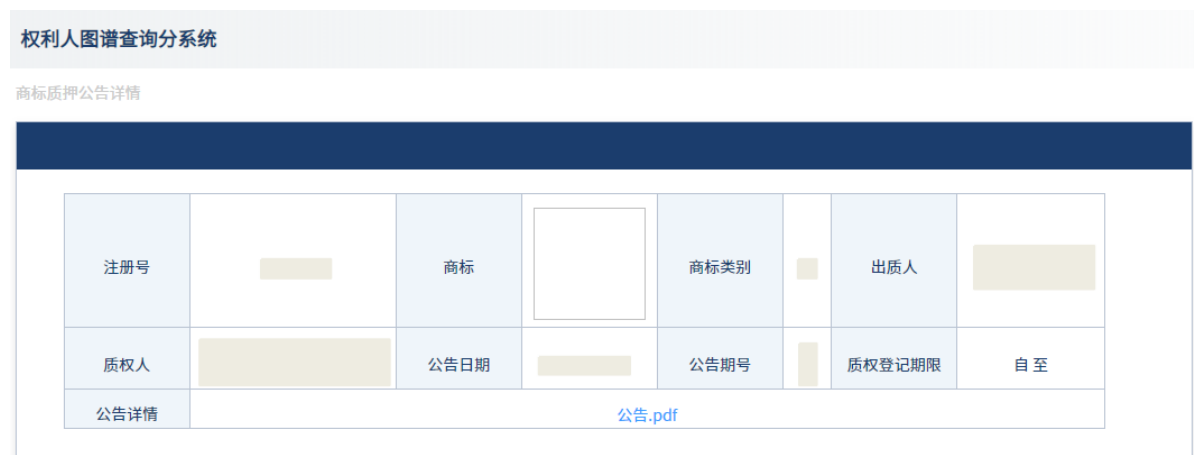 权利人图谱查询分系统
商标质押公告详情
注册号 商标 商标类别 出质人
质权人 公告日期 公告期号 质权登记期限 自 至
公告详情 公告.pdf